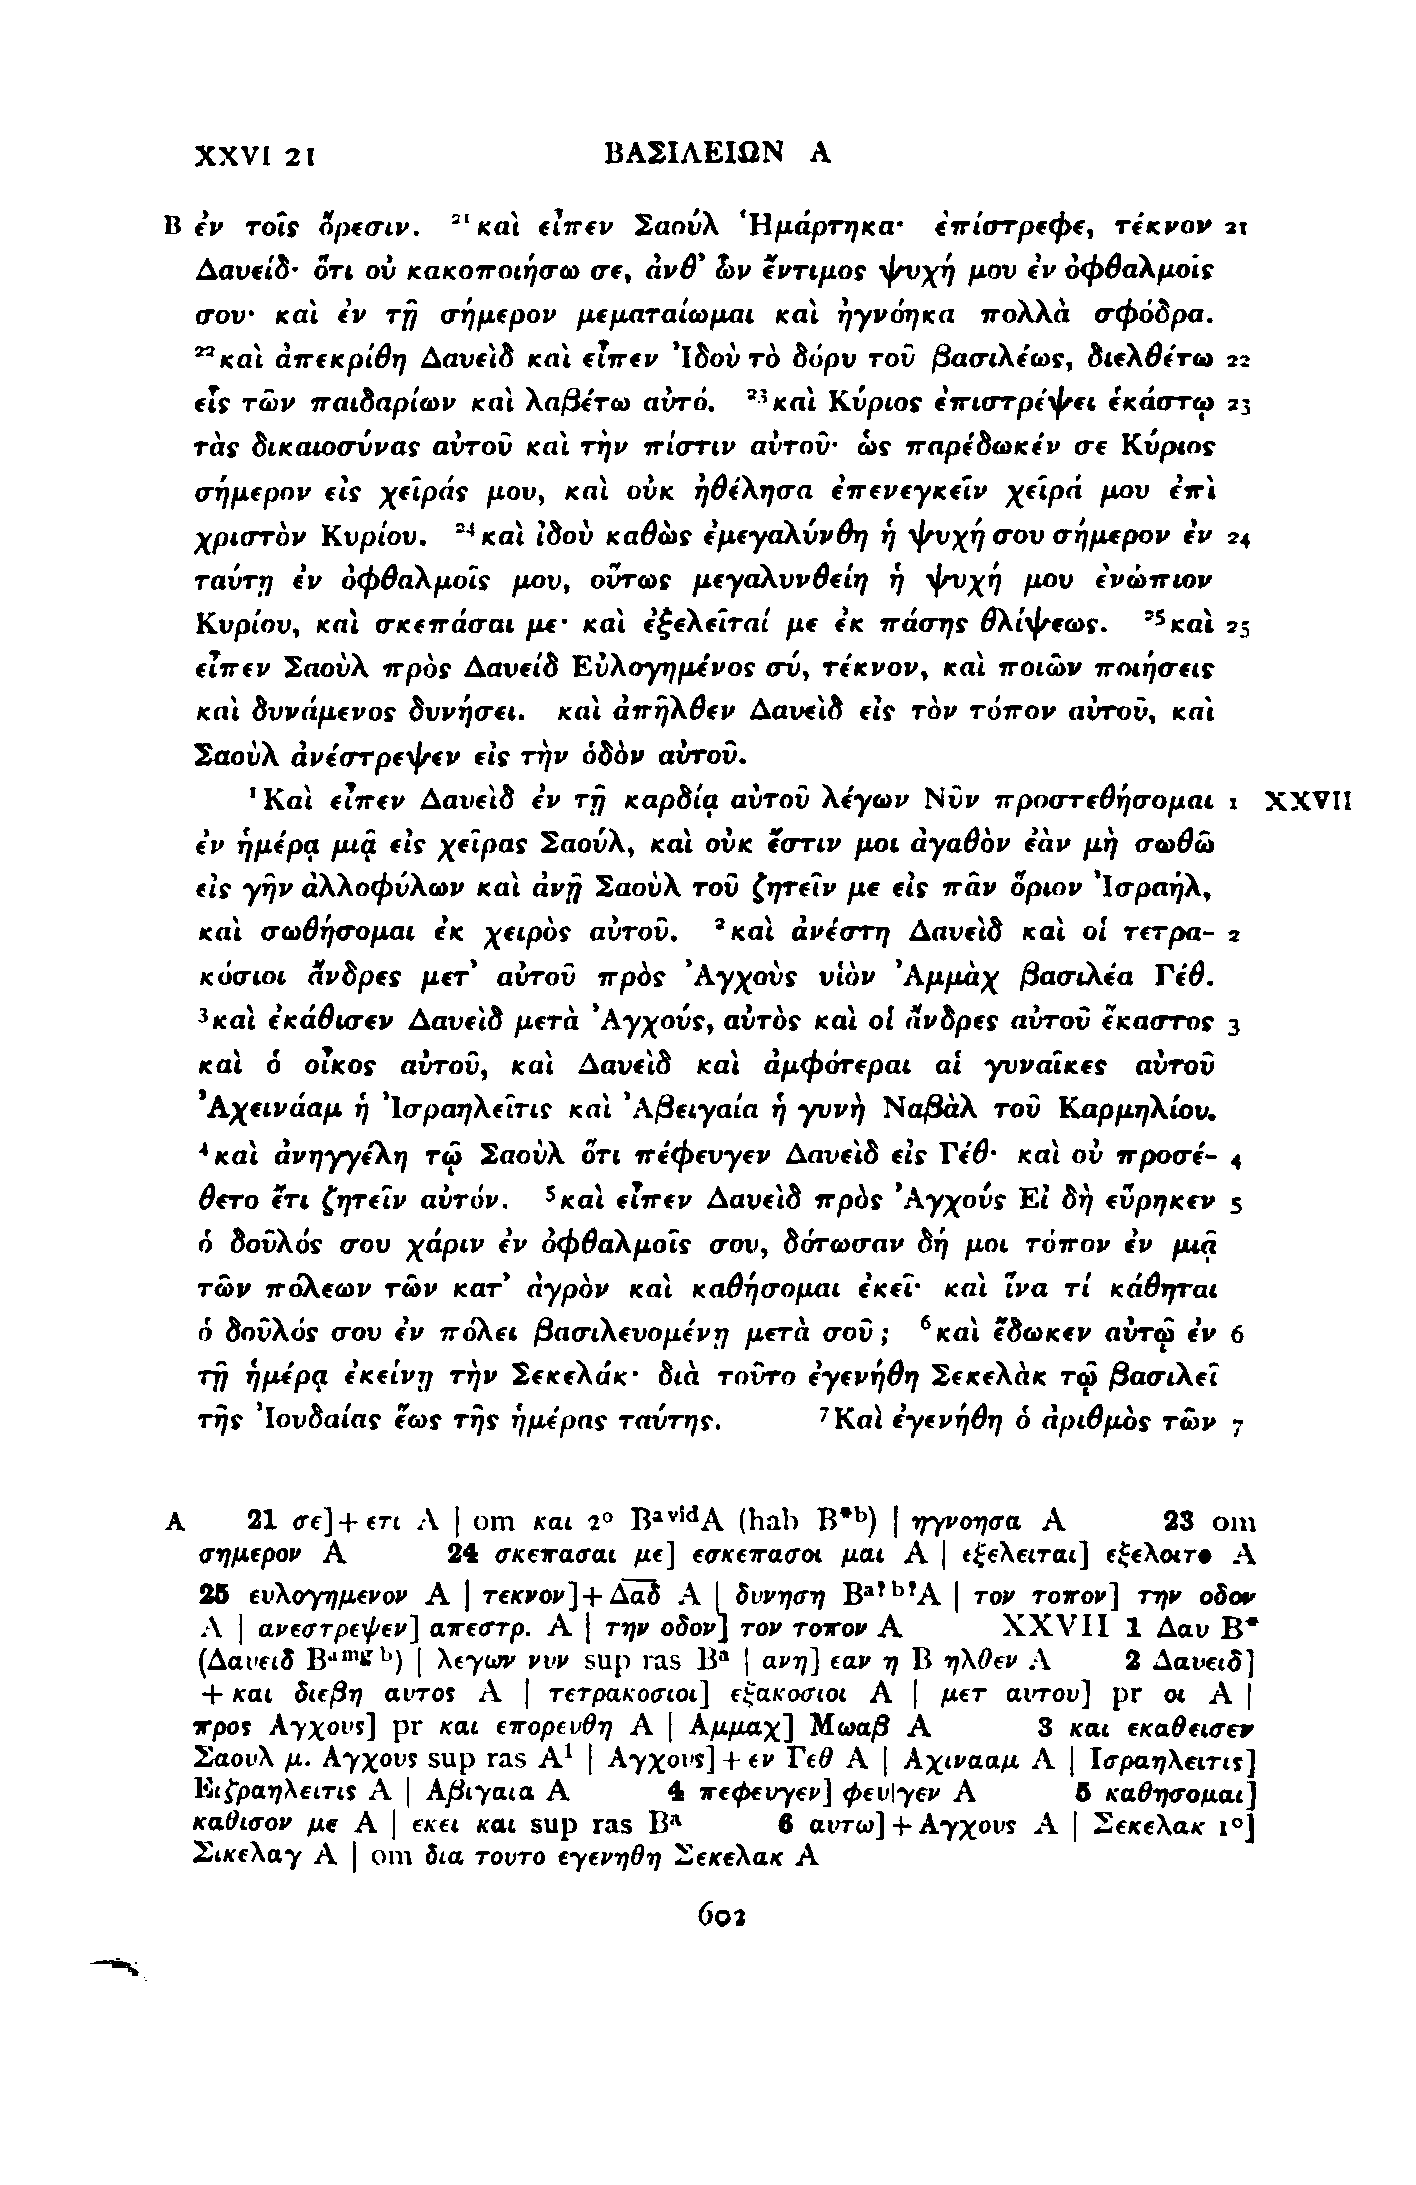 XXVI 21 ΒΑΣΙΛΕΙΩΝ Α
B ἐν τοῖς ὄρεσιν. ²¹καὶ εἶπεν Σαούλ Ἡμάρτηκα· ἐπίστρεφε, τέκνον 21
Δαυείδ· ὅτι οὐ κακοποιήσω σε, ἀνθ' ὧν ἔντιμος ψυχή μου ἐν ὀφθαλμοῖς
σου· καὶ ἐν τῇ σήμερον μεματαίωμαι καὶ ἠγνόηκα πολλὰ σφόδρα.
²²καὶ ἀπεκρίθη Δαυεὶδ καὶ εἶπεν Ἰδοὺ τὸ δόρυ τοῦ βασιλέως, διελθέτω 22
εἷς τῶν παιδαρίων καὶ λαβέτω αὐτό. ²³καὶ Κύριος ἐπιστρέψει ἑκάστῳ 23
τὰς δικαιοσύνας αὐτοῦ καὶ τὴν πίστιν αὐτοῦ· ὡς παρέδωκέν σε Κύριος
σήμερον εἰς χεῖράς μου, καὶ οὐκ ἠθέλησα ἐπενεγκεῖν χεῖρά μου ἐπὶ
χριστὸν Κυρίου. ²⁴καὶ ἰδοὺ καθὼς ἐμεγαλύνθη ἡ ψυχή σου σήμερον ἐν 24
ταύτῃ ἐν ὀφθαλμοῖς μου, οὕτως μεγαλυνθείη ἡ ψυχή μου ἐνώπιον
Κυρίου, καὶ σκεπάσαι με· καὶ ἐξελεῖταί με ἐκ πάσης θλίψεως. ²⁵καὶ 25
εἶπεν Σαοὺλ πρὸς Δαυείδ Εὐλογημένος σύ, τέκνον, καὶ ποιῶν ποιήσεις
καὶ δυνάμενος δυνήσει. καὶ ἀπῆλθεν Δαυεὶδ εἰς τὸν τόπον αὐτοῦ, καὶ
Σαοὺλ ἀνέστρεψεν εἰς τὴν ὁδὸν αὐτοῦ.
¹Καὶ εἶπεν Δαυεὶδ ἐν τῇ καρδίᾳ αὐτοῦ λέγων Νῦν προστεθήσομαι 1 XXVII
ἐν ἡμέρᾳ μιᾷ εἰς χεῖρας Σαούλ, καὶ οὐκ ἔστιν μοι ἀγαθὸν ἐὰν μὴ σωθῶ
εἰς γῆν ἀλλοφύλων καὶ ἀνῇ Σαοὺλ τοῦ ζητεῖν με εἰς πᾶν ὅριον Ἰσραήλ,
καὶ σωθήσομαι ἐκ χειρὸς αὐτοῦ. ²καὶ ἀνέστη Δαυεὶδ καὶ οἱ τετρα- 2
κόσιοι ἄνδρες μετ' αὐτοῦ πρὸς Ἀγχοὺς υἱὸν Ἀμμὰχ βασιλέα Γέθ.
³καὶ ἐκάθισεν Δαυεὶδ μετὰ Ἀγχούς, αὐτὸς καὶ οἱ ἄνδρες αὐτοῦ ἕκαστος 3
καὶ ὁ οἶκος αὐτοῦ, καὶ Δαυεὶδ καὶ ἀμφότεραι αἱ γυναῖκες αὐτοῦ
Ἀχεινάαμ ἡ Ἰσραηλεῖτις καὶ Ἀβειγαία ἡ γυνὴ Ναβὰλ τοῦ Καρμηλίου.
⁴καὶ ἀνηγγέλη τῷ Σαοὺλ ὅτι πέφευγεν Δαυεὶδ εἰς Γέθ· καὶ οὐ προσέ- 4
θετο ἔτι ζητεῖν αὐτόν. ⁵καὶ εἶπεν Δαυεὶδ πρὸς Ἀγχούς Εἰ δὴ εὕρηκεν 5
ὁ δοῦλός σου χάριν ἐν ὀφθαλμοῖς σου, δότωσαν δή μοι τόπον ἐν μιᾷ
τῶν πόλεων τῶν κατ' ἀγρὸν καὶ καθήσομαι ἐκεῖ· καὶ ἵνα τί κάθηται
ὁ δοῦλός σου ἐν πόλει βασιλευομένῃ μετὰ σοῦ; ⁶καὶ ἔδωκεν αὐτῷ ἐν 6
τῇ ἡμέρᾳ ἐκείνῃ τὴν Σεκελάκ· διὰ τοῦτο ἐγενήθη Σεκελὰκ τῷ βασιλεῖ
τῆς Ἰουδαίας ἕως τῆς ἡμέρας ταύτης. ⁷Καὶ ἐγενήθη ὁ ἀριθμὸς τῶν 7
A 21 σε]+ετι A | om και 2° Bᵃᵛⁱᵈ A (hab B*ᵇ) | ηγνοησα A 23 om
σημερον A 24 σκεπασαι με] εσκεπασοι μαι A | εξελειται] εξελοιτο A
25 ευλογημενον A | τεκνον]+Δα̅δ̅ A | δυνηση Bᵃ?ᵇ? A | τον τοπον] την οδον
A | ανεστρεψεν] απεστρ. A | την οδον] τον τοπον A XXVII 1 Δαυ B*
(Δαυειδ Bᵃᵐᵍᵇ) | λεγων νυν sup ras Bᵃ | ανη] εαν η B ηλθεν A 2 Δαυειδ]
+και διεβη αυτος A | τετρακοσιοι] εξακοσιοι A | μετ αυτου] pr οι A |
προς Αγχους] pr και επορευθη A | Αμμαχ] Μωαβ A 3 και εκαθεισεν
Σαουλ μ. Αγχους sup ras A¹ | Αγχους]+εν Γεθ A | Αχινααμ A | Ισραηλειτις]
Ειζραηλειτις A | Αβιγαια A 4 πεφευγεν] φευ|γεν A 5 καθησομαι]
καθισον με A | εκει και sup ras Bᵃ 6 αυτω]+Αγχους A | Σεκελακ 1°]
Σικελαγ A | om δια τουτο εγενηθη Σεκελακ A
602